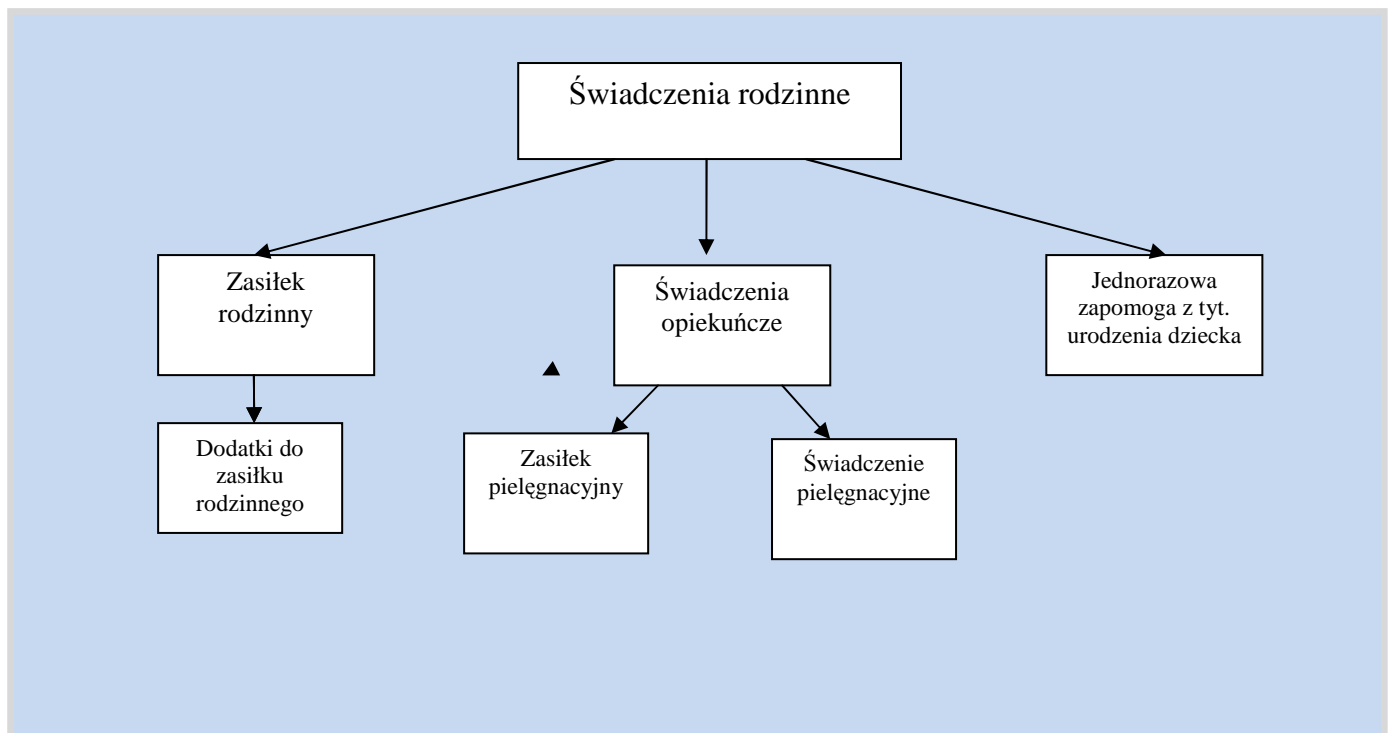 Świadczenia rodzinne
Zasiłek
rodzinny
Świadczenia
opiekuńcze
Jednorazowa
zapomoga z tyt.
urodzenia dziecka
Dodatki do
zasiłku
rodzinnego
Zasiłek
pielęgnacyjny
Świadczenie
pielęgnacyjne